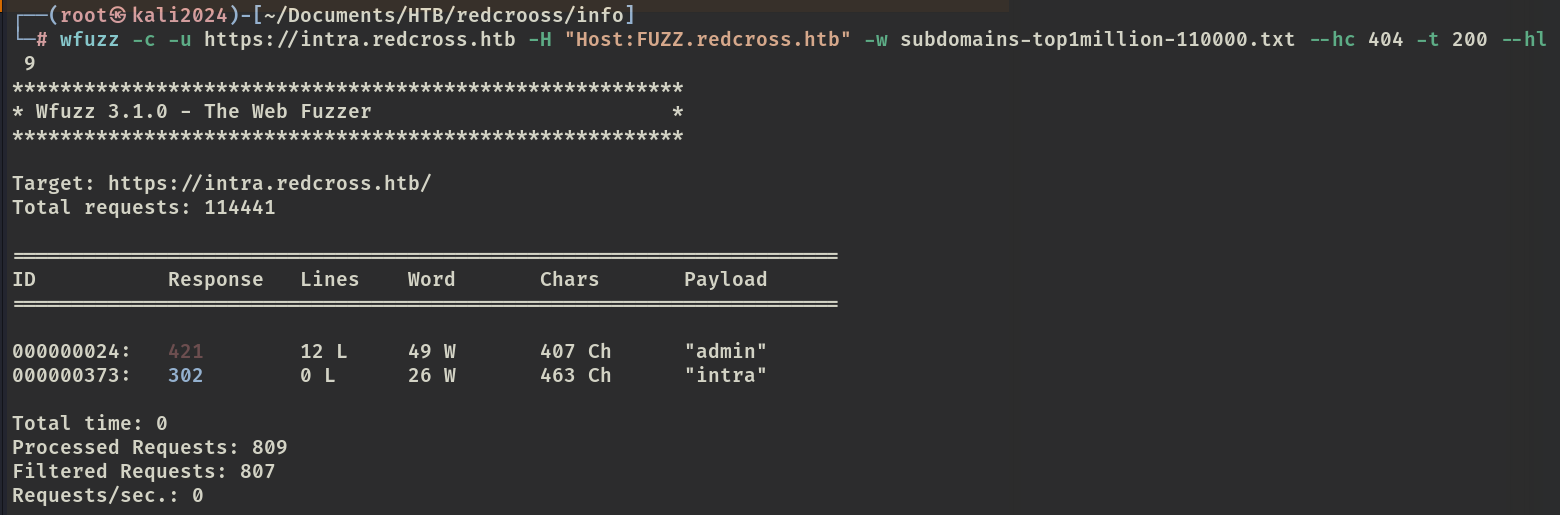 ┌──(root㉿kali2024)-[~/Documents/HTB/redcrooss/info]
└─# wfuzz -c -u https://intra.redcross.htb -H "Host:FUZZ.redcross.htb" -w subdomains-top1million-110000.txt --hc 404 -t 200 --hl
9
********************************************************
* Wfuzz 3.1.0 - The Web Fuzzer                         *
********************************************************
Target: https://intra.redcross.htb/
Total requests: 114441
=====================================================================
ID           Response   Lines    Word       Chars       Payload
=====================================================================
000000024:   421        12 L     49 W       407 Ch      "admin"
000000373:   302        0 L      26 W       463 Ch      "intra"
Total time: 0
Processed Requests: 809
Filtered Requests: 807
Requests/sec.: 0